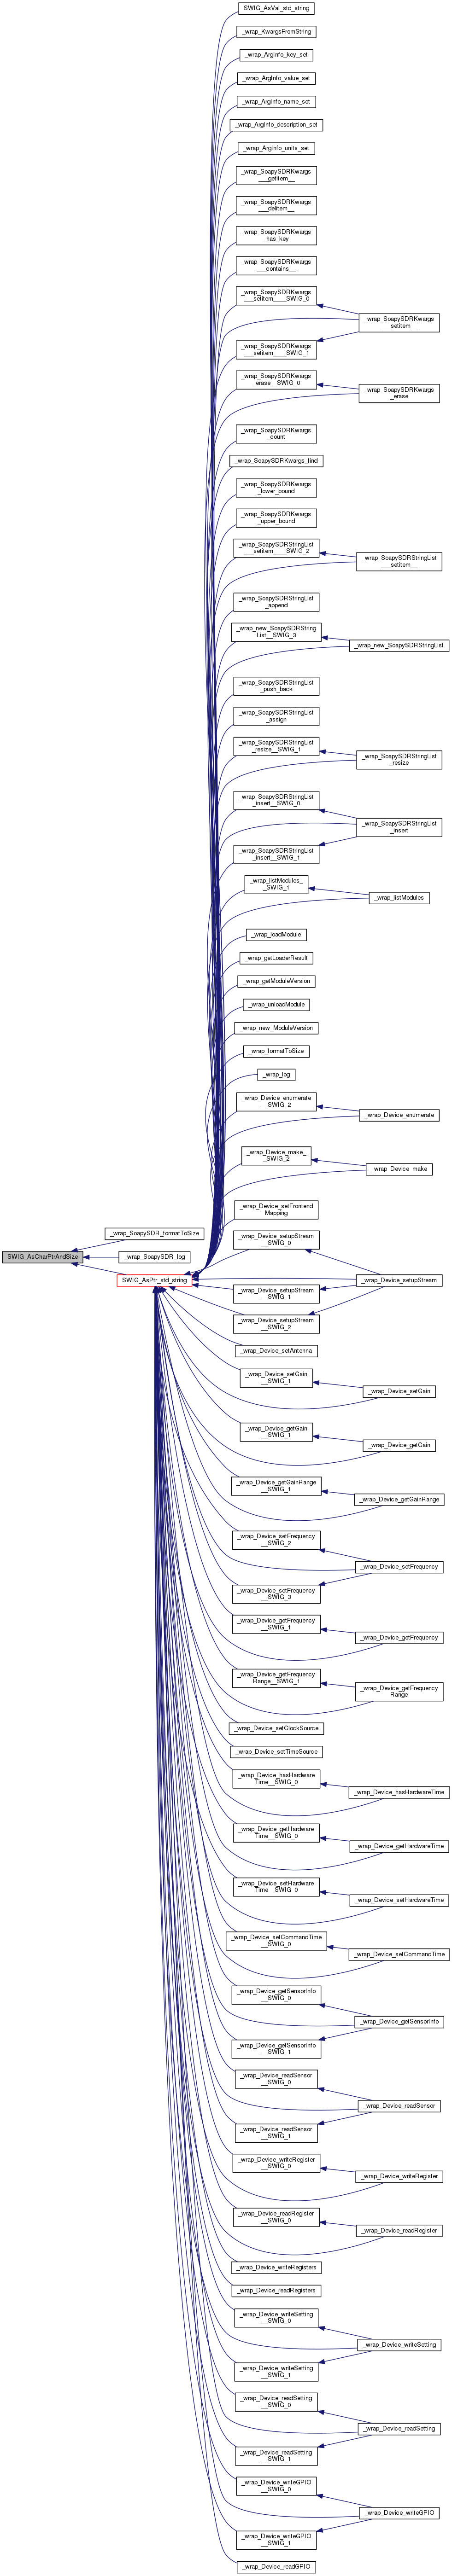 SWIG_AsVal_std_string
_wrap_KwargsFromString
_wrap_ArgInfo_key_set
_wrap_ArgInfo_value_set
_wrap_ArgInfo_name_set
_wrap_ArgInfo_description_set
_wrap_ArgInfo_units_set
_wrap_SoapySDRKwargs
___getitem__
_wrap_SoapySDRKwargs
___delitem__
_wrap_SoapySDRKwargs
_has_key
_wrap_SoapySDRKwargs
___contains__
_wrap_SoapySDRKwargs
___setitem____SWIG_0
_wrap_SoapySDRKwargs
___setitem__
_wrap_SoapySDRKwargs
___setitem____SWIG_1
_wrap_SoapySDRKwargs
_erase__SWIG_0
_wrap_SoapySDRKwargs
_erase
_wrap_SoapySDRKwargs
_count
_wrap_SoapySDRKwargs_find
_wrap_SoapySDRKwargs
_lower_bound
_wrap_SoapySDRKwargs
_upper_bound
_wrap_SoapySDRStringList
___setitem____SWIG_2
_wrap_SoapySDRStringList
___setitem__
_wrap_SoapySDRStringList
_append
_wrap_new_SoapySDRString
List__SWIG_3
_wrap_new_SoapySDRStringList
_wrap_SoapySDRStringList
_push_back
_wrap_SoapySDRStringList
_assign
_wrap_SoapySDRStringList
_resize__SWIG_1
_wrap_SoapySDRStringList
_resize
_wrap_SoapySDRStringList
_insert__SWIG_0
_wrap_SoapySDRStringList
_insert
_wrap_SoapySDRStringList
_insert__SWIG_1
_wrap_listModules_
_SWIG_1
_wrap_listModules
_wrap_loadModule
_wrap_getLoaderResult
_wrap_getModuleVersion
_wrap_unloadModule
_wrap_new_ModuleVersion
_wrap_formatToSize
_wrap_log
_wrap_Device_enumerate
__SWIG_2
_wrap_Device_enumerate
_wrap_Device_make_
_SWIG_2
_wrap_Device_make
_wrap_Device_setFrontend
Mapping
_wrap_SoapySDR_formatToSize
_wrap_Device_setupStream
__SWIG_0
SWIG_AsCharPtrAndSize
_wrap_SoapySDR_log
SWIG_AsPtr_std_string
_wrap_Device_setupStream
_wrap_Device_setupStream
__SWIG_1
_wrap_Device_setupStream
__SWIG_2
_wrap_Device_setAntenna
_wrap_Device_setGain
__SWIG_1
_wrap_Device_setGain
_wrap_Device_getGain
__SWIG_1
_wrap_Device_getGain
_wrap_Device_getGainRange
__SWIG_1
_wrap_Device_getGainRange
_wrap_Device_setFrequency
__SWIG_2
_wrap_Device_setFrequency
_wrap_Device_setFrequency
__SWIG_3
_wrap_Device_getFrequency
__SWIG_1
_wrap_Device_getFrequency
_wrap_Device_getFrequency
Range__SWIG_1
_wrap_Device_getFrequency
Range
_wrap_Device_setClockSource
_wrap_Device_setTimeSource
_wrap_Device_hasHardware
Time__SWIG_0
_wrap_Device_hasHardwareTime
_wrap_Device_getHardware
Time__SWIG_0
_wrap_Device_getHardwareTime
_wrap_Device_setHardware
Time__SWIG_0
_wrap_Device_setHardwareTime
_wrap_Device_setCommandTime
__SWIG_0
_wrap_Device_setCommandTime
_wrap_Device_getSensorInfo
__SWIG_0
_wrap_Device_getSensorInfo
_wrap_Device_getSensorInfo
__SWIG_1
_wrap_Device_readSensor
__SWIG_0
_wrap_Device_readSensor
_wrap_Device_readSensor
__SWIG_1
_wrap_Device_writeRegister
__SWIG_0
_wrap_Device_writeRegister
_wrap_Device_readRegister
__SWIG_0
_wrap_Device_readRegister
_wrap_Device_writeRegisters
_wrap_Device_readRegisters
_wrap_Device_writeSetting
__SWIG_0
_wrap_Device_writeSetting
_wrap_Device_writeSetting
__SWIG_1
_wrap_Device_readSetting
__SWIG_0
_wrap_Device_readSetting
_wrap_Device_readSetting
__SWIG_1
_wrap_Device_writeGPIO
__SWIG_0
_wrap_Device_writeGPIO
_wrap_Device_writeGPIO
__SWIG_1
_wrap_Device_readGPIO